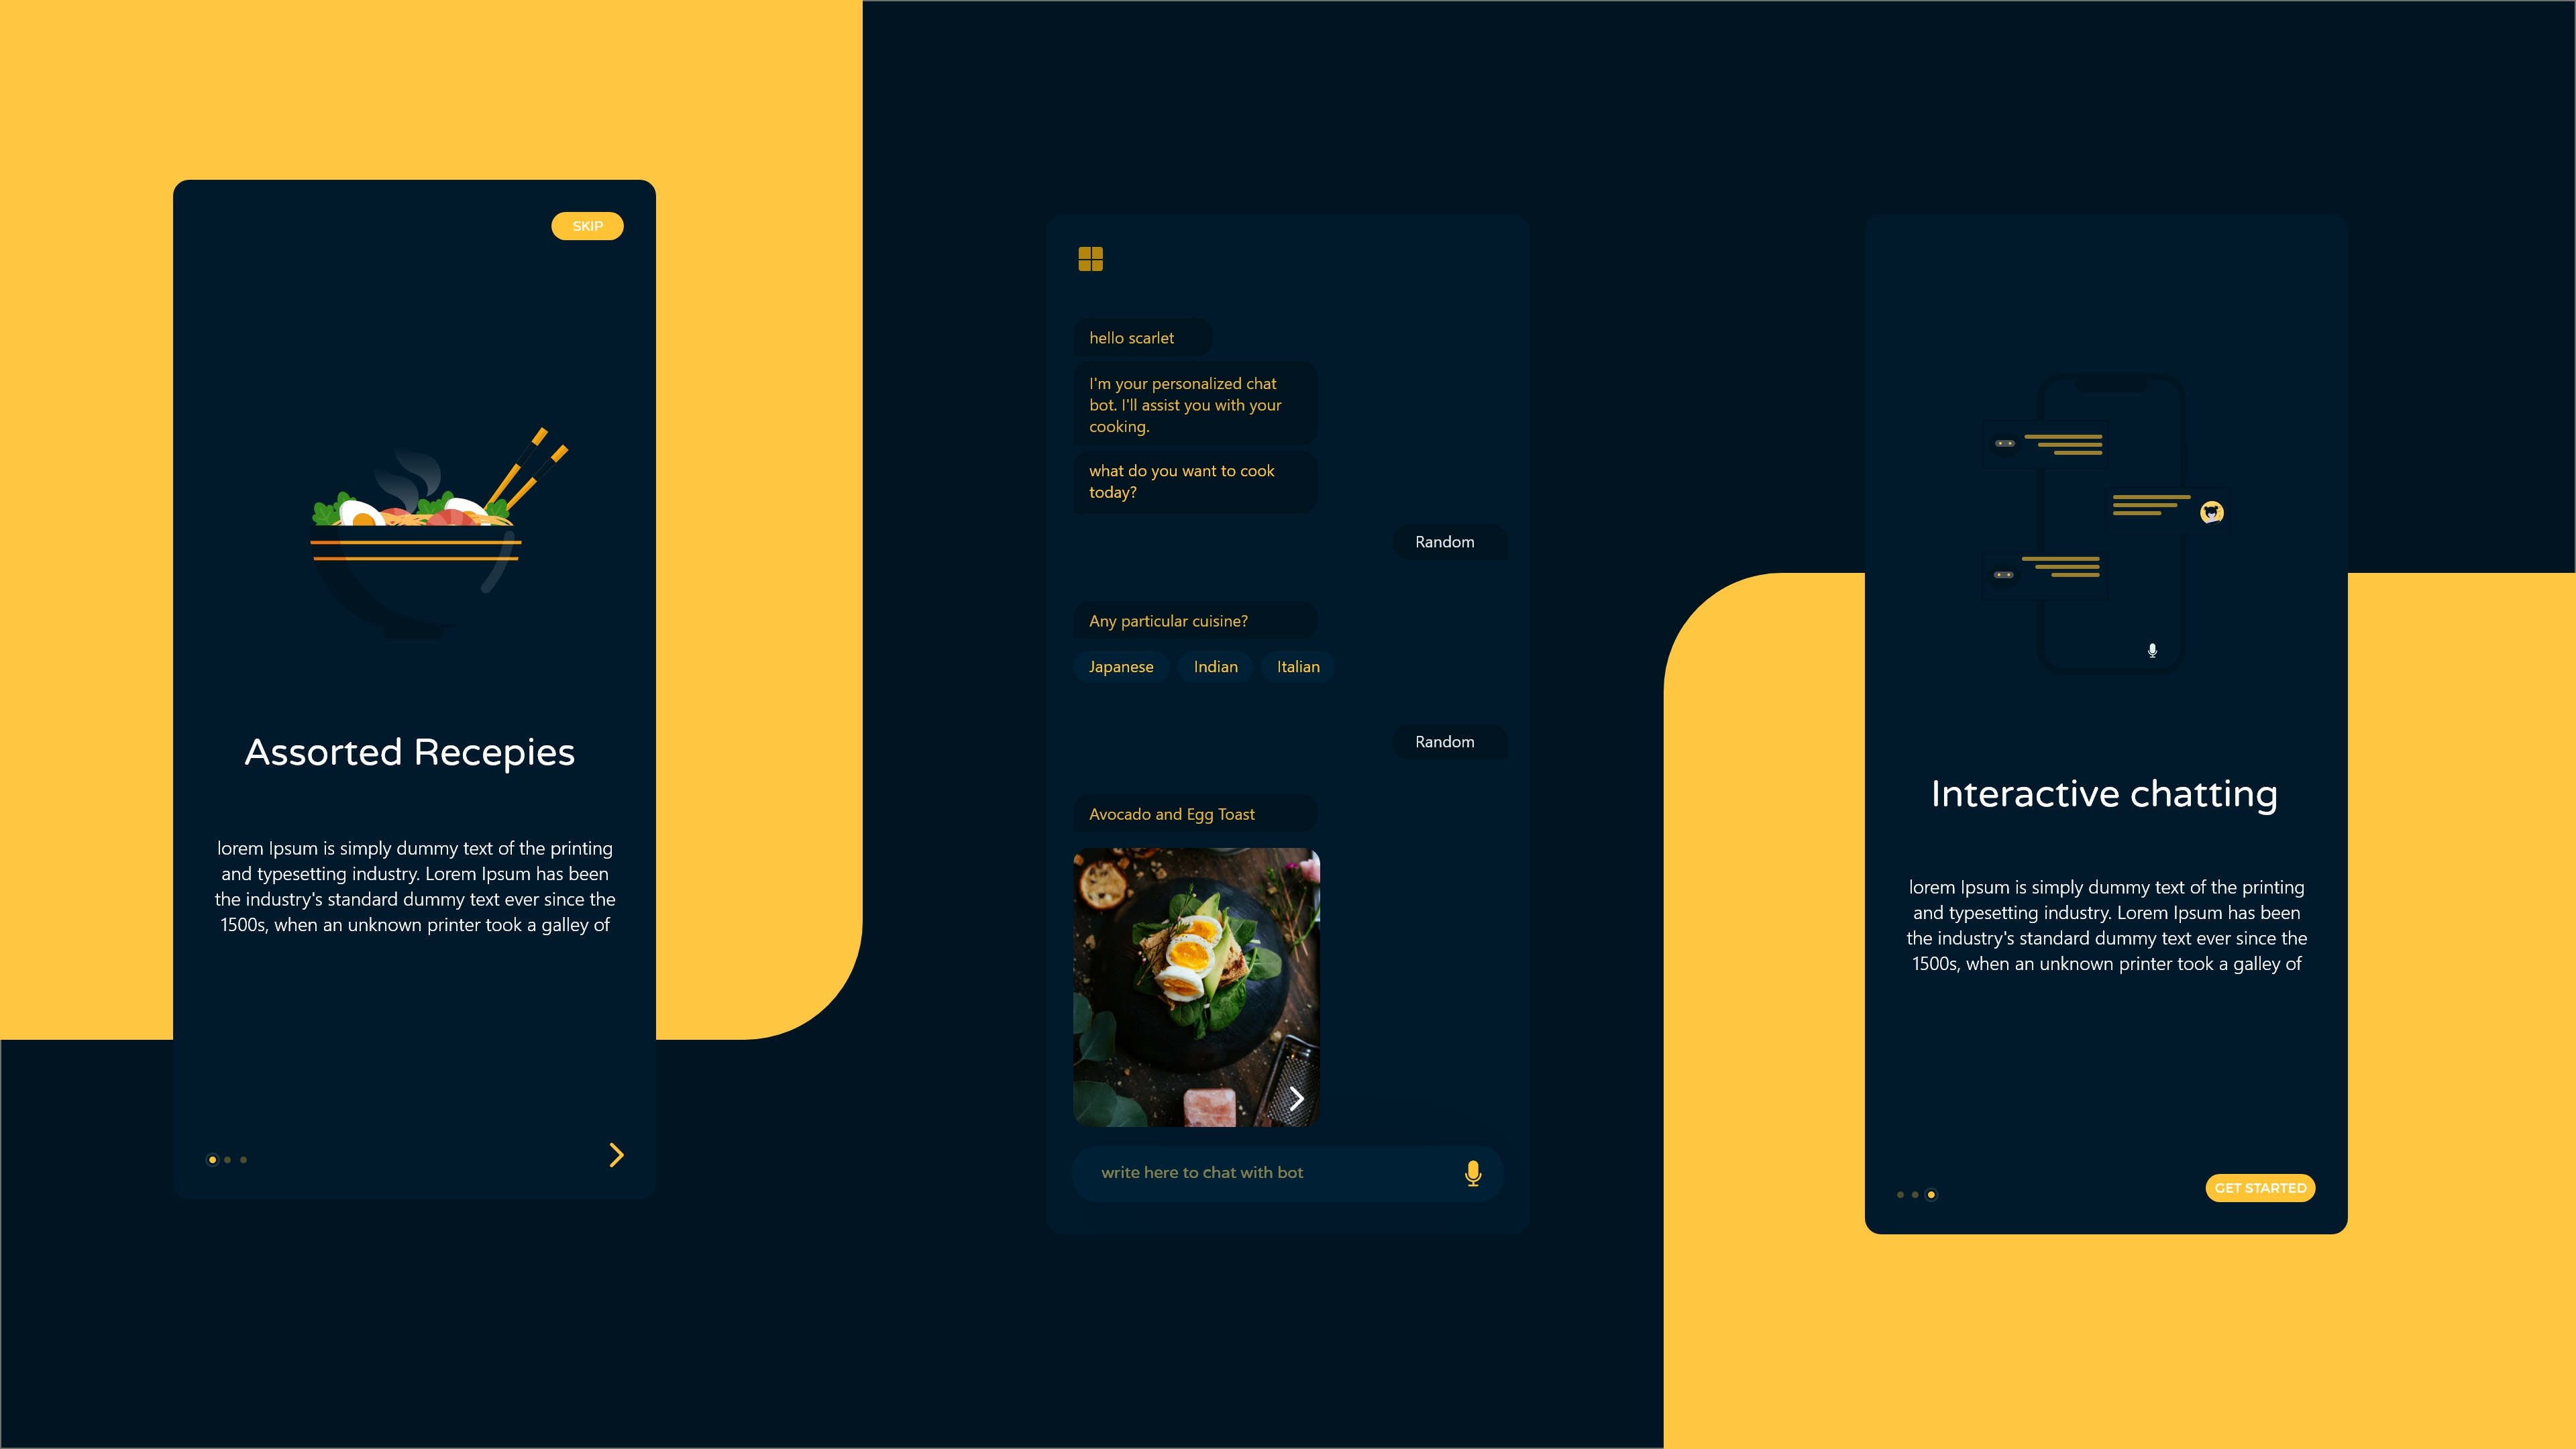 SKIP
Assorted Recepies
lorem Ipsum is simply dummy text of the printing
and typesetting industry. Lorem Ipsum has been
the industry's standard dummy text ever since the
1500s, when an unknown printer took a galley of
hello scarlet
I'm your personalized chat
bot. I'll assist you with your
cooking.
what do you want to cook
today?
Random
Any particular cuisine?
Japanese
Indian
Italian
Random
Avocado and Egg Toast
write here to chat with bot
Interactive chatting
lorem Ipsum is simply dummy text of the printing
and typesetting industry. Lorem Ipsum has been
the industry's standard dummy text ever since the
1500s, when an unknown printer took a galley of
GET STARTED